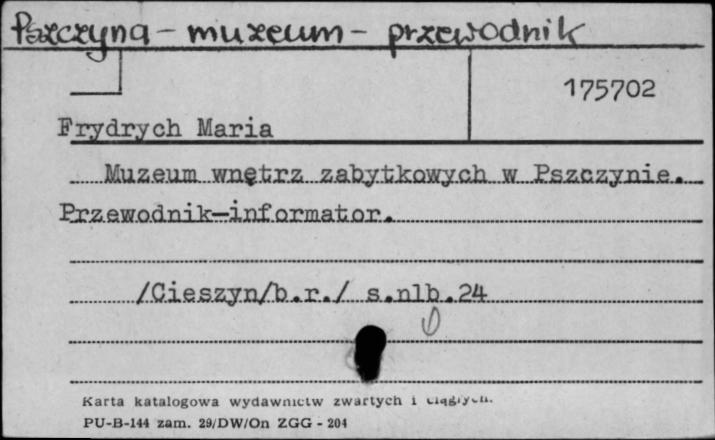 Pszczyna - muzeum - przewodnik
175702
Frydrych Maria
Muzeum wnętrz zabytkowych w Pszczynie.
Przewodnik-informator.
/Cieszyn/b.r./ s.nlb.24
Karta katalogowa wydawnictw zwartych i ciągłych.
PU-B-144 zam. 29/DW/On ZGG - 204